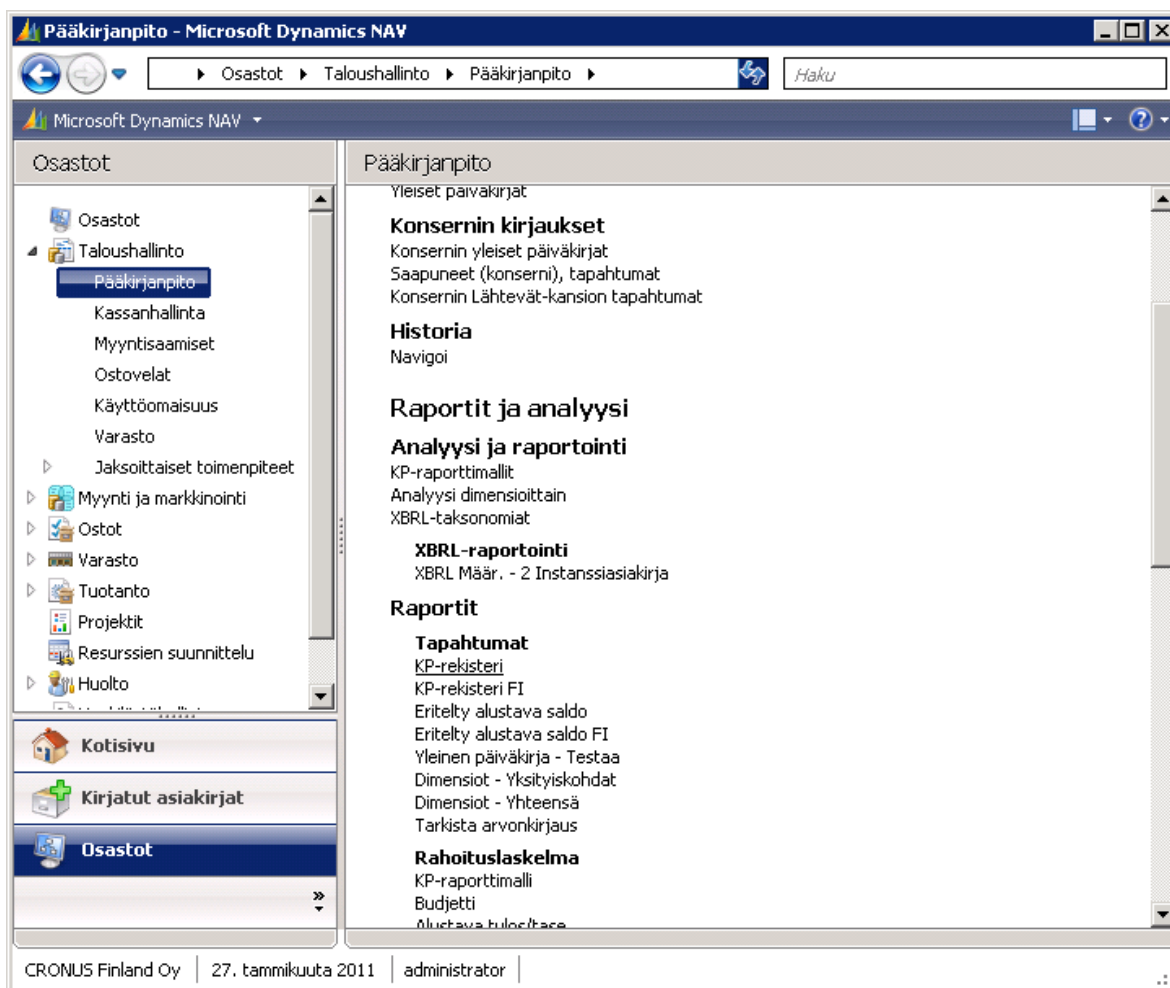 Pääkirjanpito - Microsoft Dynamics NAV
Osastot Taloushallinto Pääkirjanpito
Haku
Microsoft Dynamics NAV
Osastot
Osastot
Taloushallinto
Pääkirjanpito
Kassanhallinta
Myyntisaamiset
Ostovelat
Käyttöomaisuus
Varasto
Jaksoittaiset toimenpiteet
Myynti ja markkinointi
Ostot
Varasto
Tuotanto
Projektit
Resurssien suunnittelu
Huolto
Kotisivu
Kirjatut asiakirjat
Osastot
Pääkirjanpito
Yleiset päiväkirjat
Konsernin kirjaukset
Konsernin yleiset päiväkirjat
Saapuneet (konserni), tapahtumat
Konsernin Lähtevät-kansion tapahtumat
Historia
Navigoi
Raportit ja analyysi
Analyysi ja raportointi
KP-raporttimallit
Analyysi dimensioittain
XBRL-taksonomiat
XBRL-raportointi
XBRL Määr. - 2 Instanssiasiakirja
Raportit
Tapahtumat
KP-rekisteri
KP-rekisteri FI
Eritelty alustava saldo
Eritelty alustava saldo FI
Yleinen päiväkirja - Testaa
Dimensiot - Yksityiskohdat
Dimensiot - Yhteensä
Tarkista arvonkirjaus
Rahoituslaskelma
KP-raporttimalli
Budjetti
Alustava tulos/tase
CRONUS Finland Oy
27. tammikuuta 2011
administrator